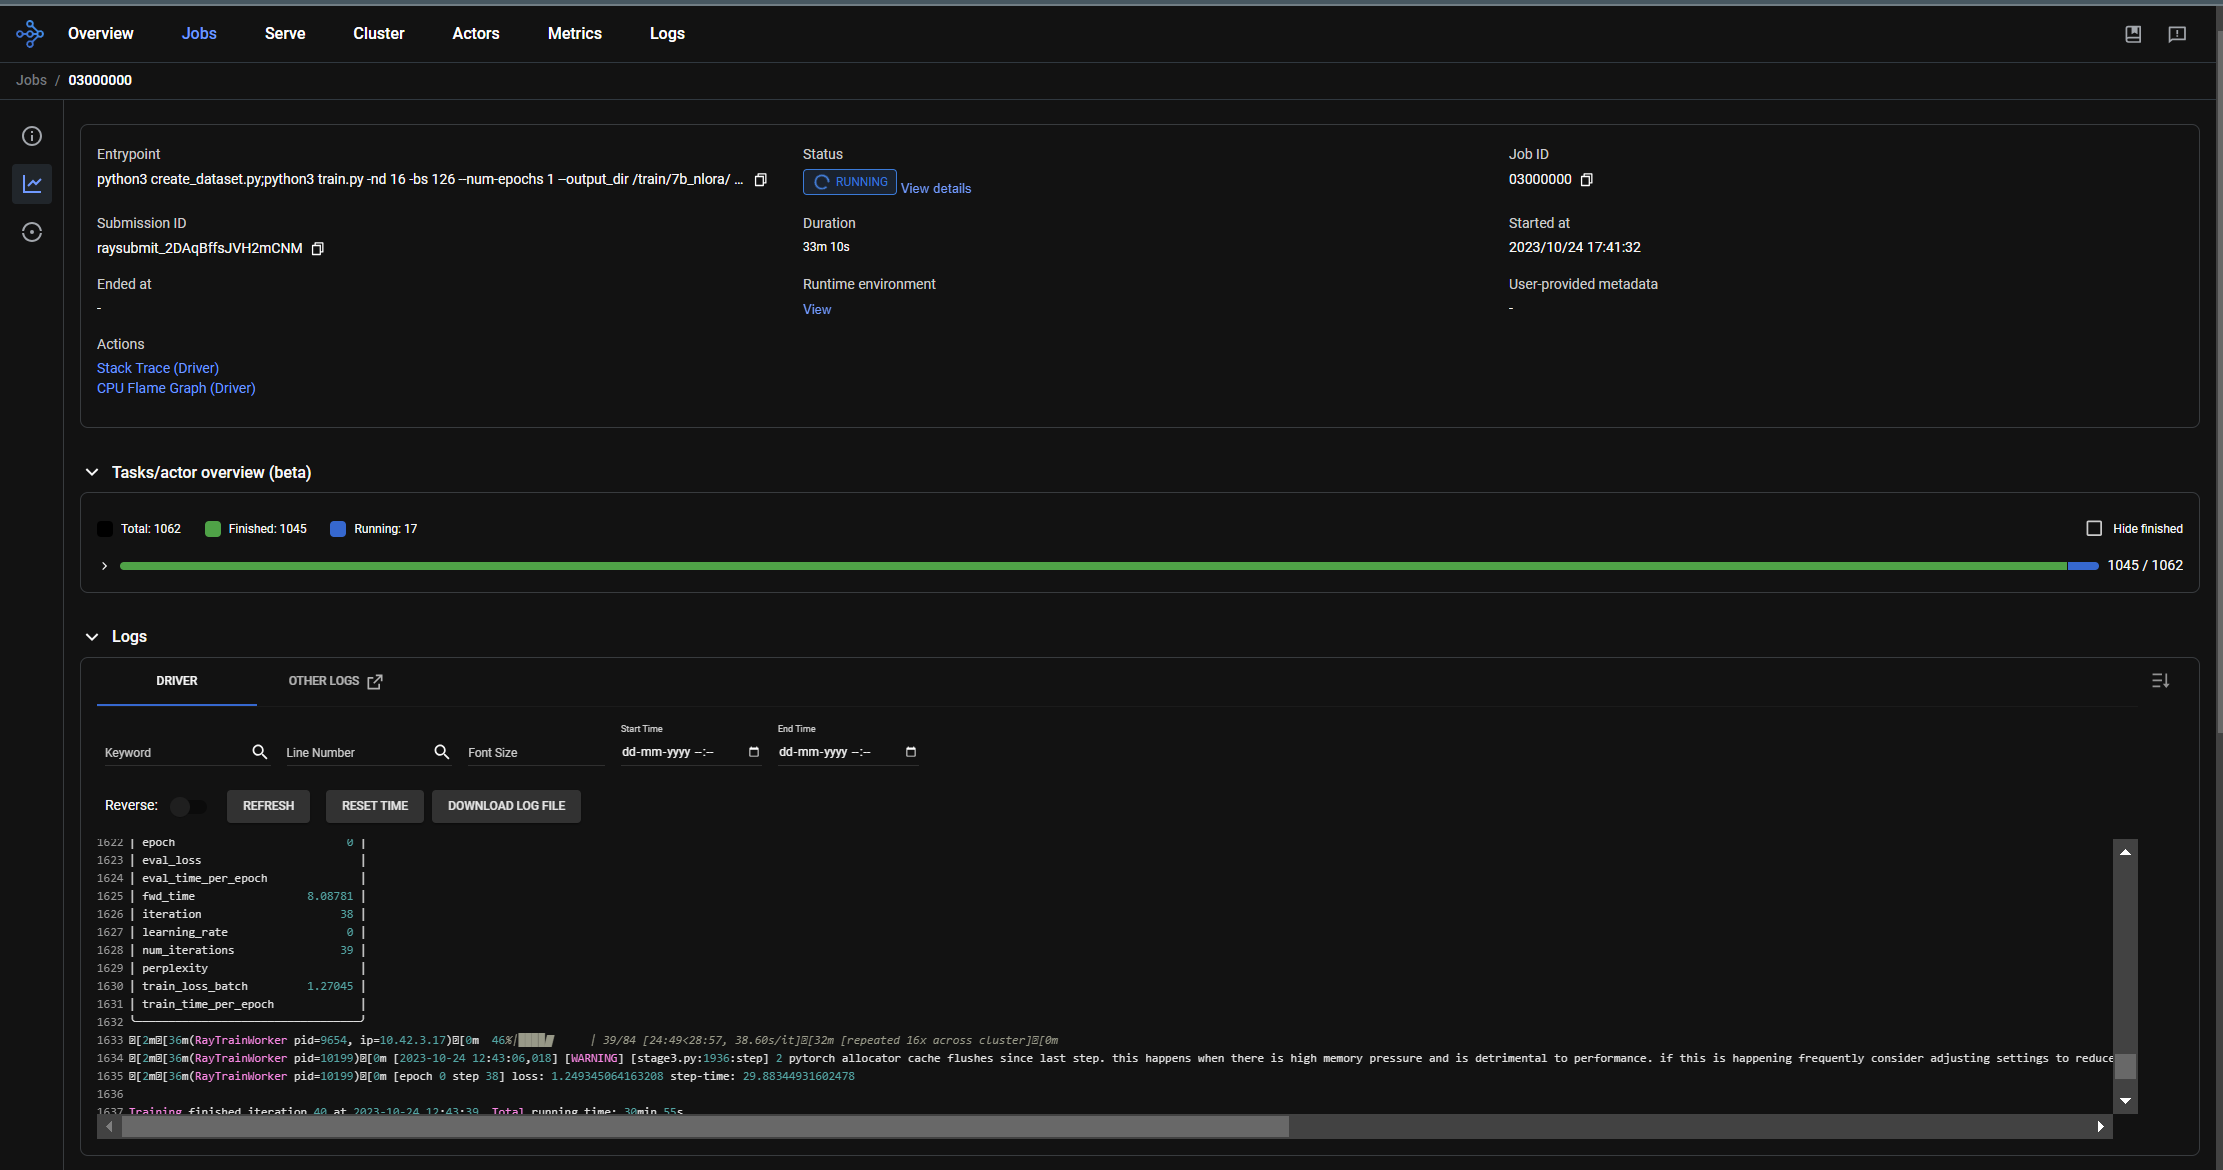 Overview Jobs Serve Cluster Actors Metrics Logs
Jobs / 03000000
Entrypoint Status Job ID
python3 create_dataset.py;python3 train.py -nd 16 -bs 126 --num-epochs 1 --output_dir /train/7b_nlora/ ... RUNNING View details 03000000
Submission ID Duration Started at
raysubmit_2DAqBffsJVH2mCNM 33m 10s 2023/10/24 17:41:32
Ended at Runtime environment User-provided metadata
- View -
Actions
Stack Trace (Driver)
CPU Flame Graph (Driver)
Tasks/actor overview (beta)
Total: 1062 Finished: 1045 Running: 17 Hide finished
1045 / 1062
Logs
DRIVER OTHER LOGS
Start Time End Time
Keyword Line Number Font Size dd-mm-yyyy --:-- dd-mm-yyyy --:--
Reverse: REFRESH RESET TIME DOWNLOAD LOG FILE
1622 | epoch 0 |
1623 | eval_loss |
1624 | eval_time_per_epoch |
1625 | fwd_time 8.08781 |
1626 | iteration 38 |
1627 | learning_rate 0 |
1628 | num_iterations 39 |
1629 | perplexity |
1630 | train_loss_batch 1.27045 |
1631 | train_time_per_epoch |
1632
1633 [2m[36m(RayTrainWorker pid=9654, ip=10.42.3.17)[0m 46%|████▋ | 39/84 [24:49<28:57, 38.60s/it][32m [repeated 16x across cluster][0m
1634 [2m[36m(RayTrainWorker pid=10199)[0m [2023-10-24 12:43:06,018] [WARNING] [stage3.py:1936:step] 2 pytorch allocator cache flushes since last step. this happens when there is high memory pressure and is detrimental to performance. if this is happening frequently consider adjusting settings to reduce
1635 [2m[36m(RayTrainWorker pid=10199)[0m [epoch 0 step 38] loss: 1.249345064163208 step-time: 29.88344931602478
1636
1637 Training finished iteration 40 at 2023-10-24 12:43:39. Total running time: 30min 55s